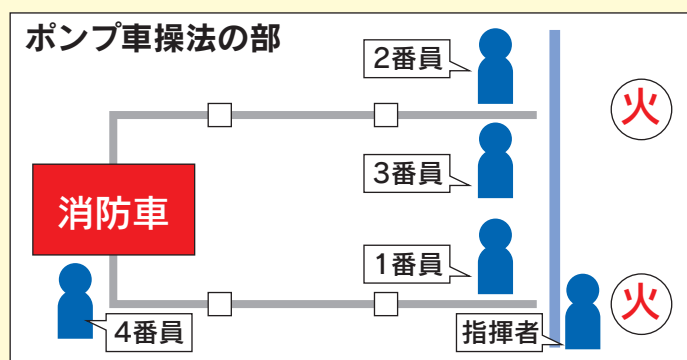 ポンプ車操法の部
2番員
火
3番員
消防車
1番員
火
4番員
指揮者